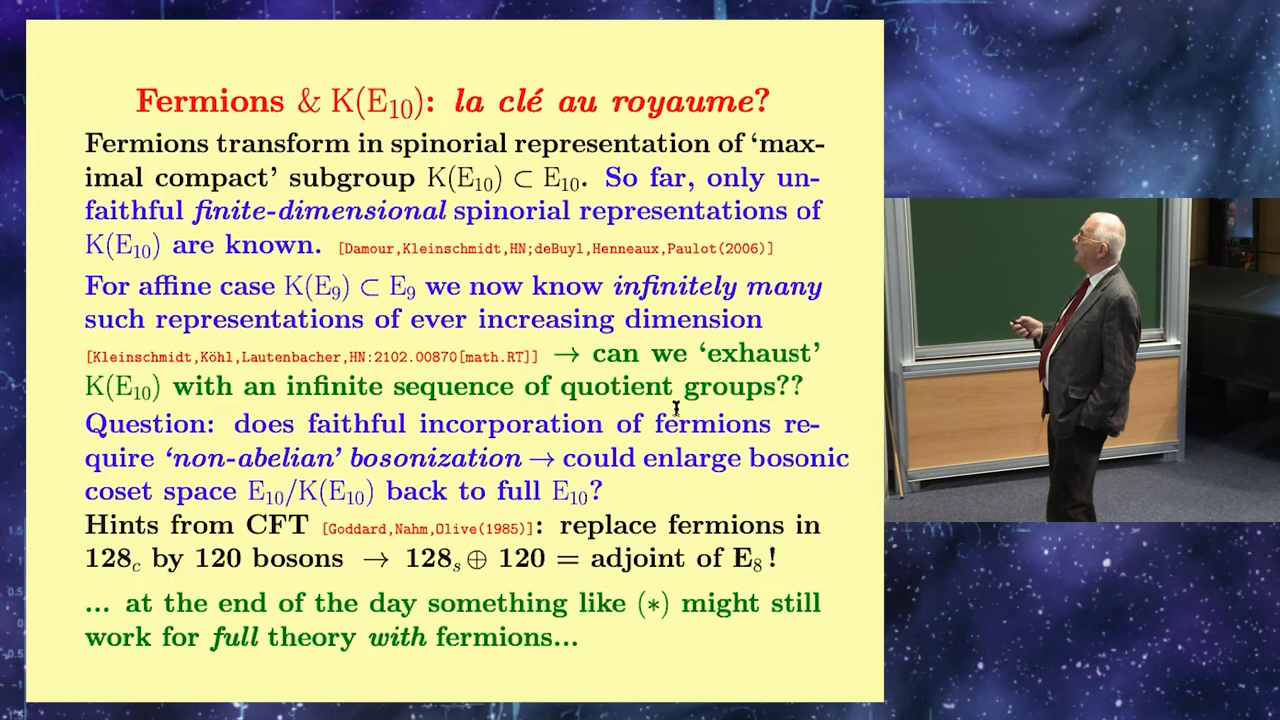 Fermions & K(E₁₀): la clé au royaume?
Fermions transform in spinorial representation of ‘max-
imal compact’ subgroup K(E₁₀) ⊂ E₁₀. So far, only un-
faithful finite-dimensional spinorial representations of
K(E₁₀) are known. [Damour,Kleinschmidt,HN;deBuyl,Henneaux,Paulot(2006)]
For affine case K(E₉) ⊂ E₉ we now know infinitely many
such representations of ever increasing dimension
[Kleinschmidt,Köhl,Lautenbacher,HN:2102.00870[math.RT]] → can we ‘exhaust’
K(E₁₀) with an infinite sequence of quotient groups??
Question: does faithful incorporation of fermions re-
quire ‘non-abelian’ bosonization → could enlarge bosonic
coset space E₁₀/K(E₁₀) back to full E₁₀?
Hints from CFT [Goddard,Nahm,Olive(1985)]: replace fermions in
128_c by 120 bosons → 128_s ⊕ 120 = adjoint of E₈!
... at the end of the day something like (∗) might still
work for full theory with fermions...